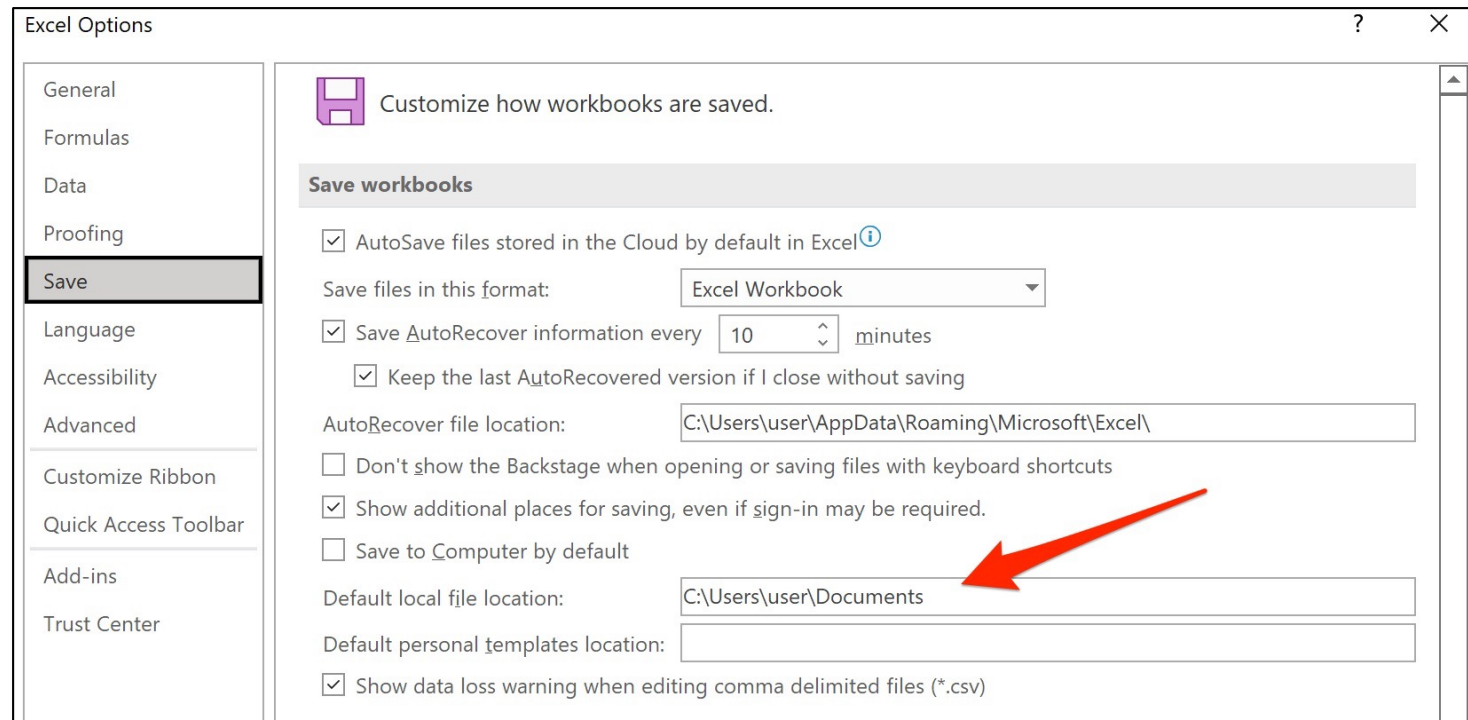 Excel Options
?
General
Formulas
Data
Proofing
Save
Language
Accessibility
Advanced
Customize Ribbon
Quick Access Toolbar
Add-ins
Trust Center
Customize how workbooks are saved.
Save workbooks
AutoSave files stored in the Cloud by default in Excel
Save files in this format: Excel Workbook
Save AutoRecover information every 10 minutes
Keep the last AutoRecovered version if I close without saving
AutoRecover file location: C:\Users\user\AppData\Roaming\Microsoft\Excel\
Don't show the Backstage when opening or saving files with keyboard shortcuts
Show additional places for saving, even if sign-in may be required.
Save to Computer by default
Default local file location: C:\Users\user\Documents
Default personal templates location:
Show data loss warning when editing comma delimited files (*.csv)